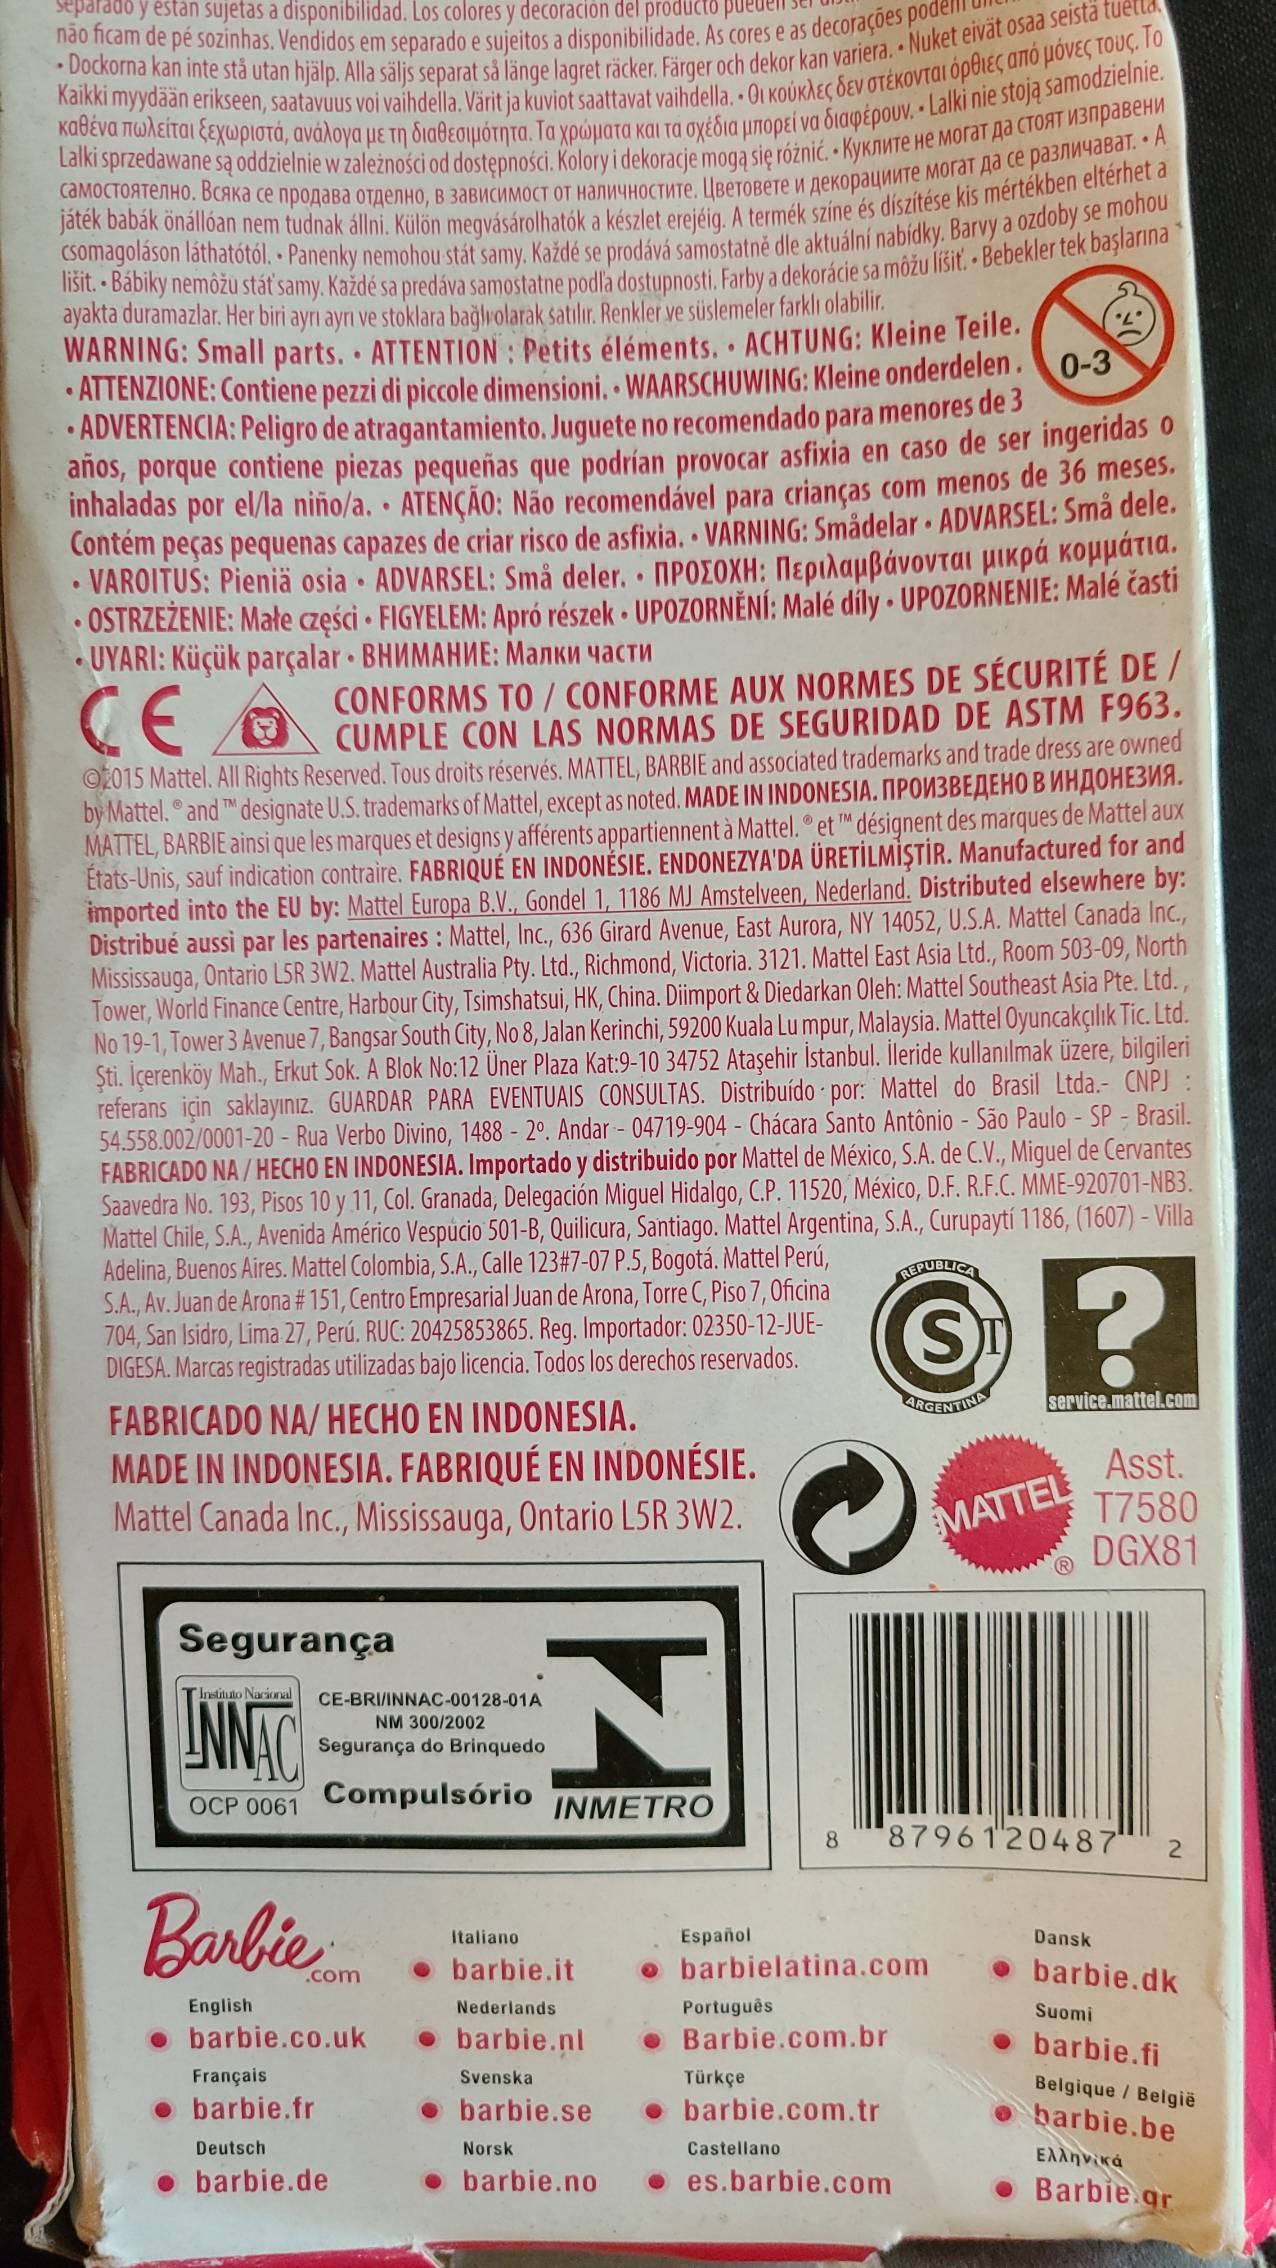 separado y están sujetas a disponibilidad. Los colores y decoración del producto pueden
não ficam de pé sozinhas. Vendidos em separado e sujeitos a disponibilidade. As cores e as decorações podem
• Dockorna kan inte stå utan hjälp. Alla säljs separat så länge lagret räcker. Färger och dekor kan variera. • Nuket eivät osaa seistä tuetta.
Kaikki myydään erikseen, saatavuus voi vaihdella. Värit ja kuviot saattavat vaihdella. • Οι κούκλες δεν στέκονται όρθιες από μόνες τους. Το
καθένα πωλείται ξεχωριστά, ανάλογα με τη διαθεσιμότητα. Τα χρώματα και τα σχέδια μπορεί να διαφέρουν. • Lalki nie stoją samodzielnie.
Lalki sprzedawane są oddzielnie w zależności od dostępności. Kolory i dekoracje mogą się różnić. • Куклите не могат да стоят изправени
самостоятелно. Всяка се продава отделно, в зависимост от наличностите. Цветовете и декорациите могат да се различават. • A
játék babák önállóan nem tudnak állni. Külön megvásárolhatók a készlet erejéig. A termék színe és díszítése kis mértékben eltérhet a
csomagoláson láthatótól. • Panenky nemohou stát samy. Každé se prodává samostatně dle aktuální nabídky. Barvy a ozdoby se mohou
lišit. • Bábiky nemôžu stáť samy. Každé sa predáva samostatne podľa dostupnosti. Farby a dekorácie sa môžu líšiť. • Bebekler tek başlarına
ayakta duramazlar. Her biri ayrı ayrı ve stoklara bağlı olarak satılır. Renkler ve süslemeler farklı olabilir.
WARNING: Small parts. • ATTENTION : Petits éléments. • ACHTUNG: Kleine Teile.
• ATTENZIONE: Contiene pezzi di piccole dimensioni. • WAARSCHUWING: Kleine onderdelen .
0-3
• ADVERTENCIA: Peligro de atragantamiento. Juguete no recomendado para menores de 3
años, porque contiene piezas pequeñas que podrían provocar asfixia en caso de ser ingeridas o
inhaladas por el/la niño/a. • ATENÇÃO: Não recomendável para crianças com menos de 36 meses.
Contém peças pequenas capazes de criar risco de asfixia. • VARNING: Smådelar • ADVARSEL: Små dele.
• VAROITUS: Pieniä osia • ADVARSEL: Små deler. • ΠΡΟΣΟΧΗ: Περιλαμβάνονται μικρά κομμάτια.
• OSTRZEŻENIE: Małe części • FIGYELEM: Apró részek • UPOZORNĚNÍ: Malé díly • UPOZORNENIE: Malé časti
• UYARI: Küçük parçalar • ВНИМАНИЕ: Малки части
CE
CONFORMS TO / CONFORME AUX NORMES DE SÉCURITÉ DE /
CUMPLE CON LAS NORMAS DE SEGURIDAD DE ASTM F963.
©2015 Mattel. All Rights Reserved. Tous droits réservés. MATTEL, BARBIE and associated trademarks and trade dress are owned
by Mattel. ® and ™ designate U.S. trademarks of Mattel, except as noted. MADE IN INDONESIA. ПРОИЗВЕДЕНО В ИНДОНЕЗИЯ.
MATTEL, BARBIE ainsi que les marques et designs y afférents appartiennent à Mattel. ® et ™ désignent des marques de Mattel aux
États-Unis, sauf indication contraire. FABRIQUÉ EN INDONÉSIE. ENDONEZYA'DA ÜRETİLMİŞTİR. Manufactured for and
imported into the EU by: Mattel Europa B.V., Gondel 1, 1186 MJ Amstelveen, Nederland. Distributed elsewhere by:
Distribué aussi par les partenaires : Mattel, Inc., 636 Girard Avenue, East Aurora, NY 14052, U.S.A. Mattel Canada Inc.,
Mississauga, Ontario L5R 3W2. Mattel Australia Pty. Ltd., Richmond, Victoria. 3121. Mattel East Asia Ltd., Room 503-09, North
Tower, World Finance Centre, Harbour City, Tsimshatsui, HK, China. Diimport & Diedarkan Oleh: Mattel Southeast Asia Pte. Ltd. ,
No 19-1, Tower 3 Avenue 7, Bangsar South City, No 8, Jalan Kerinchi, 59200 Kuala Lu mpur, Malaysia. Mattel Oyuncakçılık Tic. Ltd.
Şti. İçerenköy Mah., Erkut Sok. A Blok No:12 Üner Plaza Kat:9-10 34752 Ataşehir İstanbul. İleride kullanılmak üzere, bilgileri
referans için saklayınız. GUARDAR PARA EVENTUAIS CONSULTAS. Distribuído por: Mattel do Brasil Ltda.- CNPJ :
54.558.002/0001-20 - Rua Verbo Divino, 1488 - 2º. Andar - 04719-904 - Chácara Santo Antônio - São Paulo - SP - Brasil.
FABRICADO NA / HECHO EN INDONESIA. Importado y distribuido por Mattel de México, S.A. de C.V., Miguel de Cervantes
Saavedra No. 193, Pisos 10 y 11, Col. Granada, Delegación Miguel Hidalgo, C.P. 11520, México, D.F. R.F.C. MME-920701-NB3.
Mattel Chile, S.A., Avenida Américo Vespucio 501-B, Quilicura, Santiago. Mattel Argentina, S.A., Curupaytí 1186, (1607) - Villa
Adelina, Buenos Aires. Mattel Colombia, S.A., Calle 123#7-07 P.5, Bogotá. Mattel Perú,
S.A., Av. Juan de Arona # 151, Centro Empresarial Juan de Arona, Torre C, Piso 7, Oficina
704, San Isidro, Lima 27, Perú. RUC: 20425853865. Reg. Importador: 02350-12-JUE-
DIGESA. Marcas registradas utilizadas bajo licencia. Todos los derechos reservados.
REPUBLICA
S T
ARGENTINA
?
service.mattel.com
FABRICADO NA/ HECHO EN INDONESIA.
MADE IN INDONESIA. FABRIQUÉ EN INDONÉSIE.
Mattel Canada Inc., Mississauga, Ontario L5R 3W2.
MATTEL ®
Asst.
T7580
DGX81
Segurança
Instituto Nacional
INNAC
OCP 0061
CE-BRI/INNAC-00128-01A
NM 300/2002
Segurança do Brinquedo
Compulsório
INMETRO
8 87961 20487 2
Barbie.com
English
barbie.co.uk
Français
barbie.fr
Deutsch
barbie.de
Italiano
barbie.it
Nederlands
barbie.nl
Svenska
barbie.se
Norsk
barbie.no
Español
barbielatina.com
Português
Barbie.com.br
Türkçe
barbie.com.tr
Castellano
es.barbie.com
Dansk
barbie.dk
Suomi
barbie.fi
Belgique / België
barbie.be
Ελληνικά
Barbie.gr